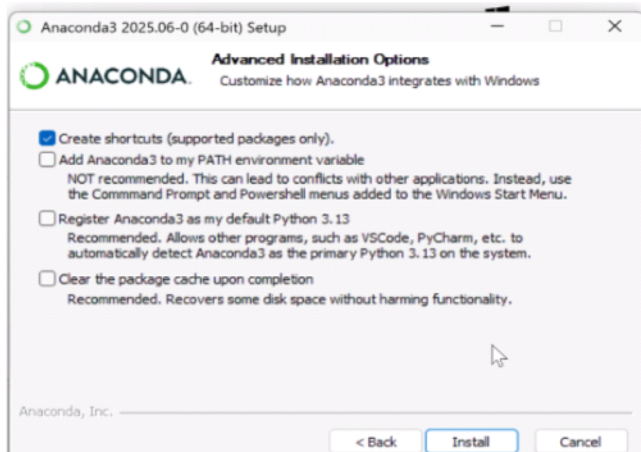 Anaconda3 2025.06-0 (64-bit) Setup
ANACONDA.
Advanced Installation Options
Customize how Anaconda3 integrates with Windows
Create shortcuts (supported packages only).
Add Anaconda3 to my PATH environment variable
NOT recommended. This can lead to conflicts with other applications. Instead, use
the Commmand Prompt and Powershell menus added to the Windows Start Menu.
Register Anaconda3 as my default Python 3.13
Recommended. Allows other programs, such as VSCode, PyCharm, etc. to
automatically detect Anaconda3 as the primary Python 3.13 on the system.
Clear the package cache upon completion
Recommended. Recovers some disk space without harming functionality.
Anaconda, Inc.
< Back Install Cancel